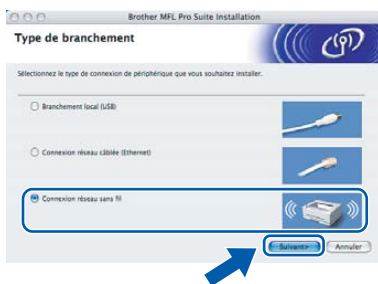 Brother MFL Pro Suite Installation
Type de branchement
Sélectionnez le type de connexion de périphérique que vous souhaitez installer.
Branchement local (USB)
Connexion réseau câblée (Ethernet)
Connexion réseau sans fil
Suivant>
Annuler